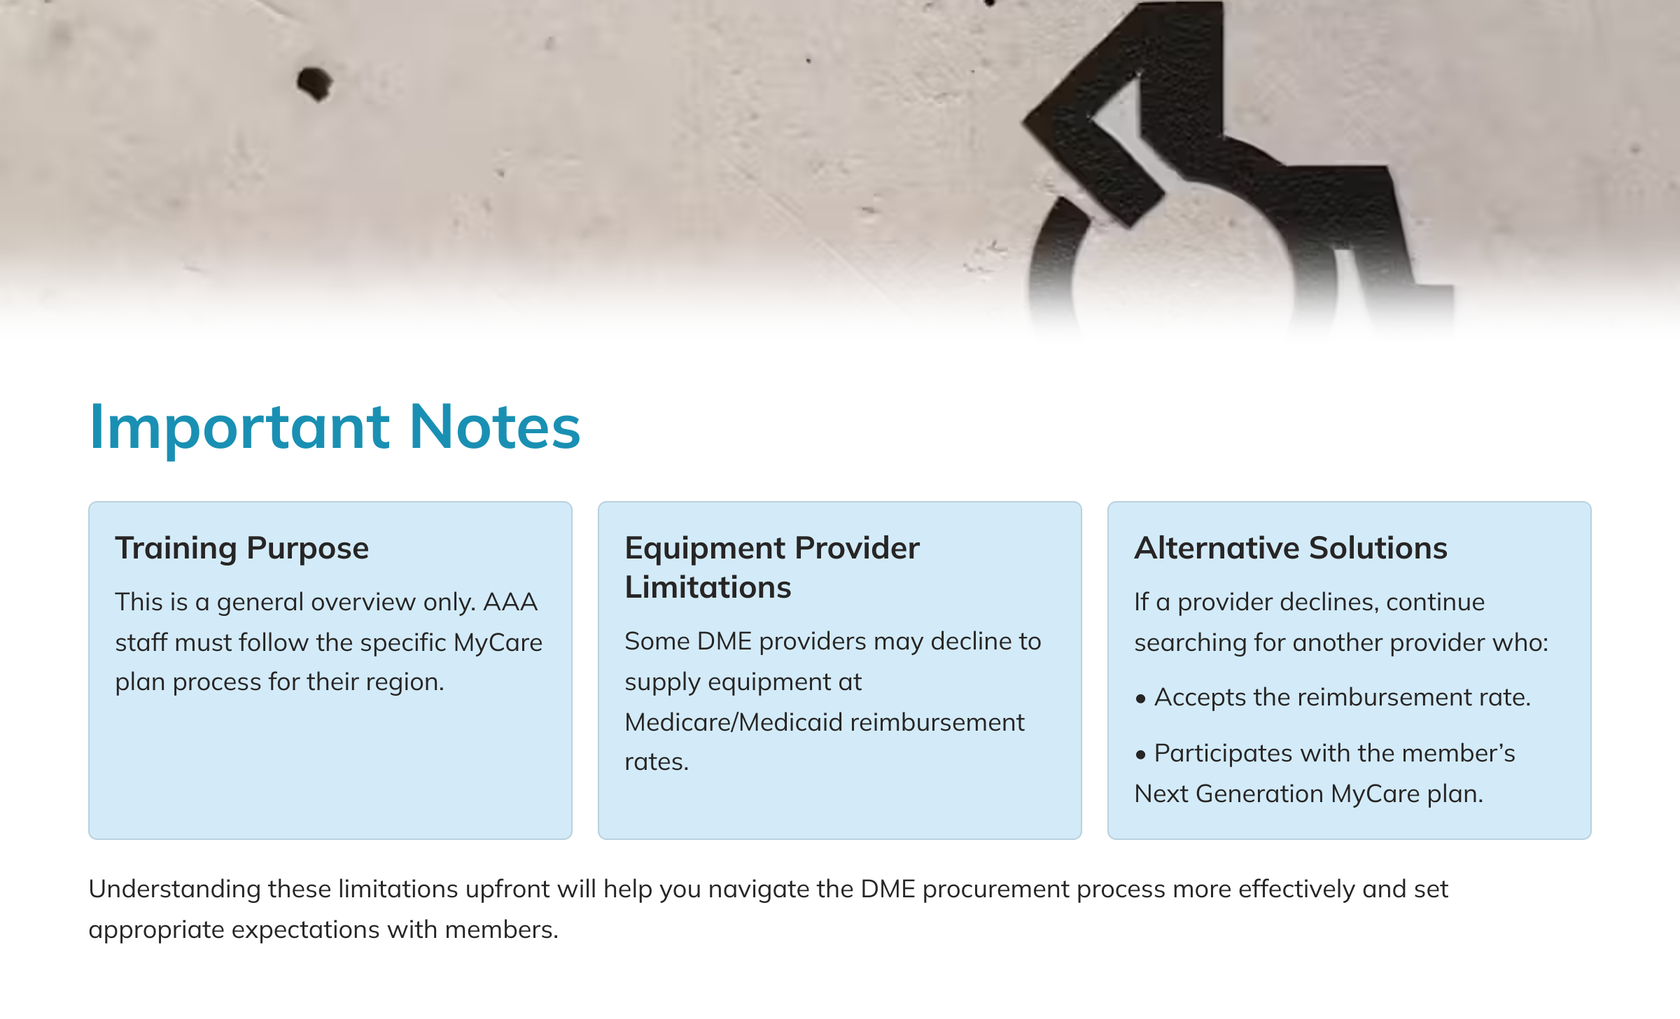 Important Notes
Training Purpose
This is a general overview only. AAA
staff must follow the specific MyCare
plan process for their region.
Equipment Provider
Limitations
Some DME providers may decline to
supply equipment at
Medicare/Medicaid reimbursement
rates.
Alternative Solutions
If a provider declines, continue
searching for another provider who:
• Accepts the reimbursement rate.
• Participates with the member’s
Next Generation MyCare plan.
Understanding these limitations upfront will help you navigate the DME procurement process more effectively and set
appropriate expectations with members.